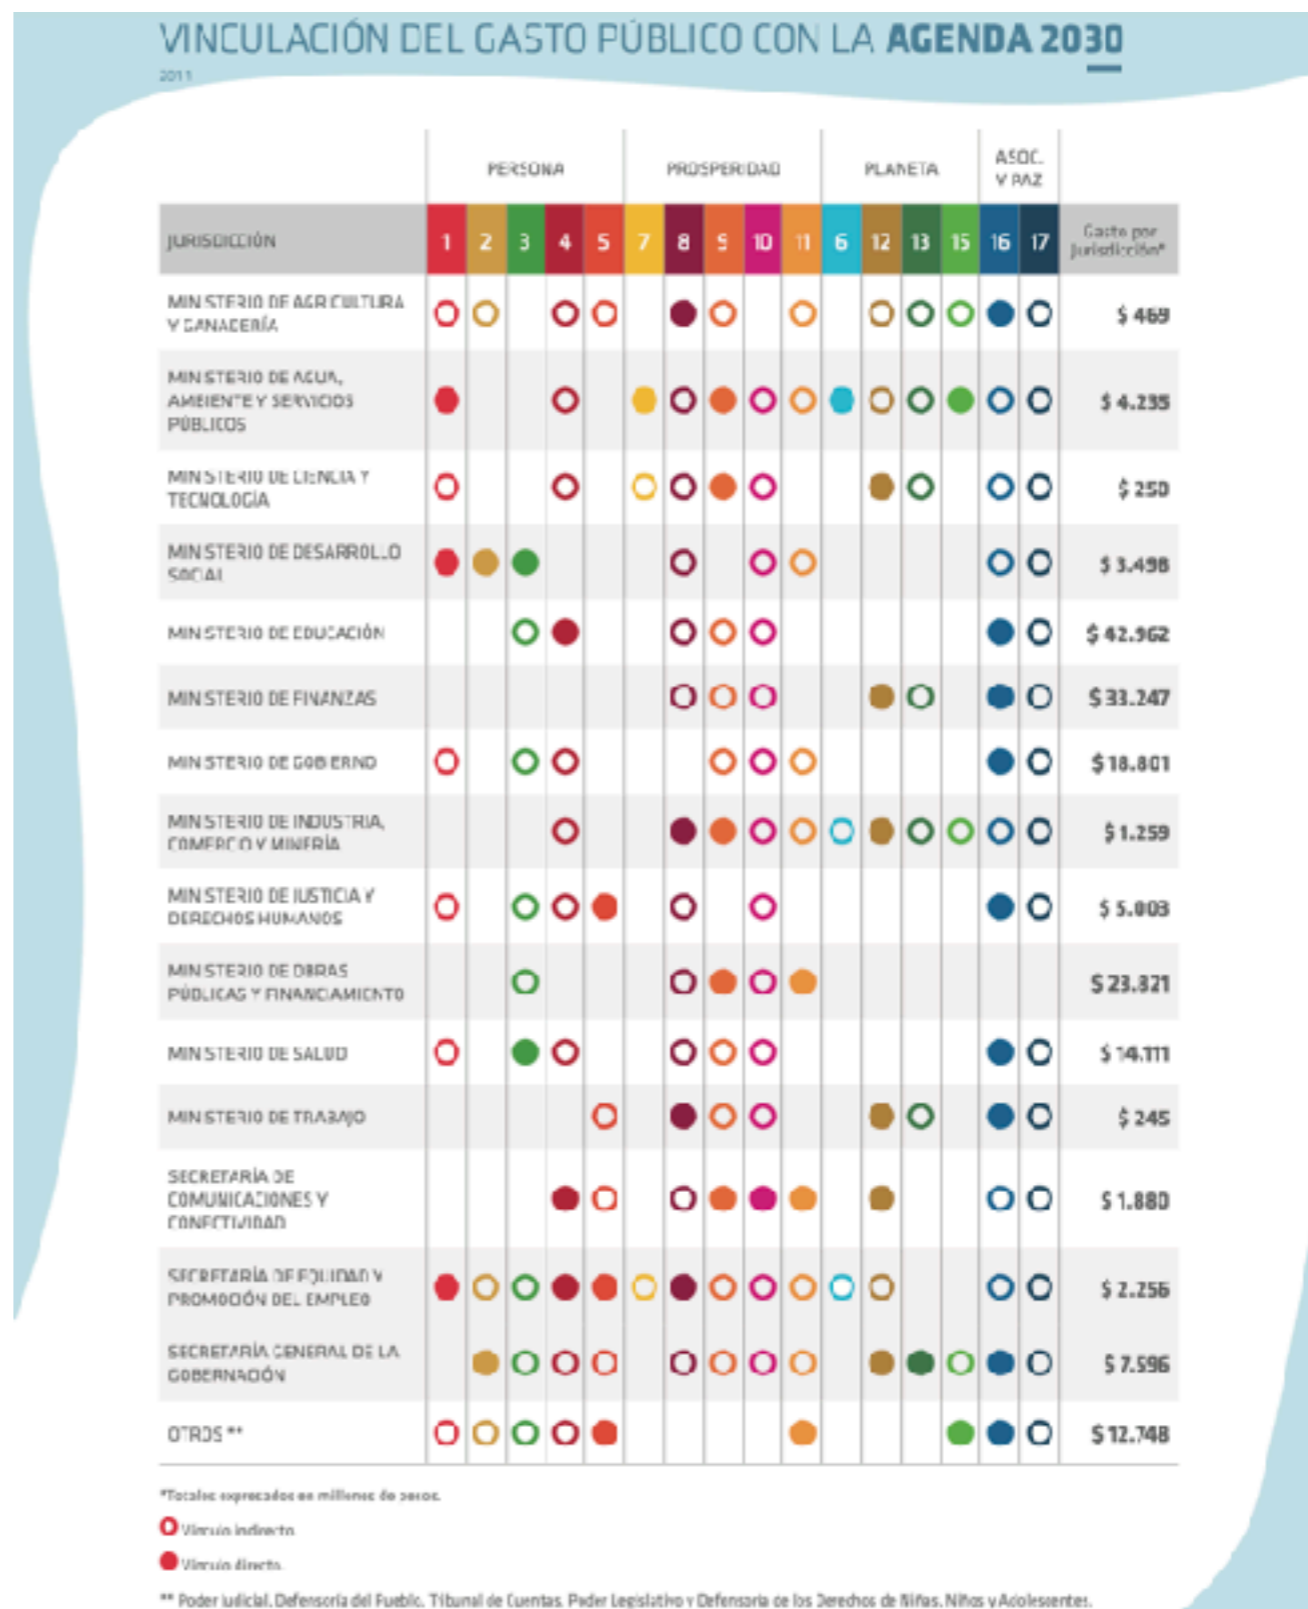 VINCULACIÓN DEL GASTO PÚBLICO CON LA AGENDA 2030
PERSONA PROSPERIDAD PLANETA ASOC.
Y PAZ
JURISDICCIÓN 1 2 3 4 5 7 8 9 10 11 6 12 13 15 16 17 Gasto por
Jurisdicción*
MINISTERIO DE AGRICULTURA
Y GANADERÍA $ 469
MINISTERIO DE AGUA,
AMBIENTE Y SERVICIOS
PÚBLICOS $ 4.235
MINISTERIO DE CIENCIA Y
TECNOLOGÍA $ 250
MINISTERIO DE DESARROLLO
SOCIAL $ 3.498
MINISTERIO DE EDUCACIÓN $ 42.962
MINISTERIO DE FINANZAS $ 33.247
MINISTERIO DE GOBIERNO $ 18.801
MINISTERIO DE INDUSTRIA,
COMERCIO Y MINERÍA $ 1.259
MINISTERIO DE JUSTICIA Y
DERECHOS HUMANOS $ 5.803
MINISTERIO DE OBRAS
PÚBLICAS Y FINANCIAMIENTO $ 23.821
MINISTERIO DE SALUD $ 14.111
MINISTERIO DE TRABAJO $ 245
SECRETARÍA DE
COMUNICACIONES Y
CONECTIVIDAD $ 1.880
SECRETARÍA DE EQUIDAD Y
PROMOCIÓN DEL EMPLEO $ 2.256
SECRETARÍA GENERAL DE LA
GOBERNACIÓN $ 7.596
OTROS ** $ 12.748
*Totales expresados en millones de pesos.
Vínculo indirecto.
Vínculo directo.
** Poder Judicial, Defensoría del Pueblo, Tribunal de Cuentas, Poder Legislativo y Defensoría de los Derechos de Niñas, Niños y Adolescentes.